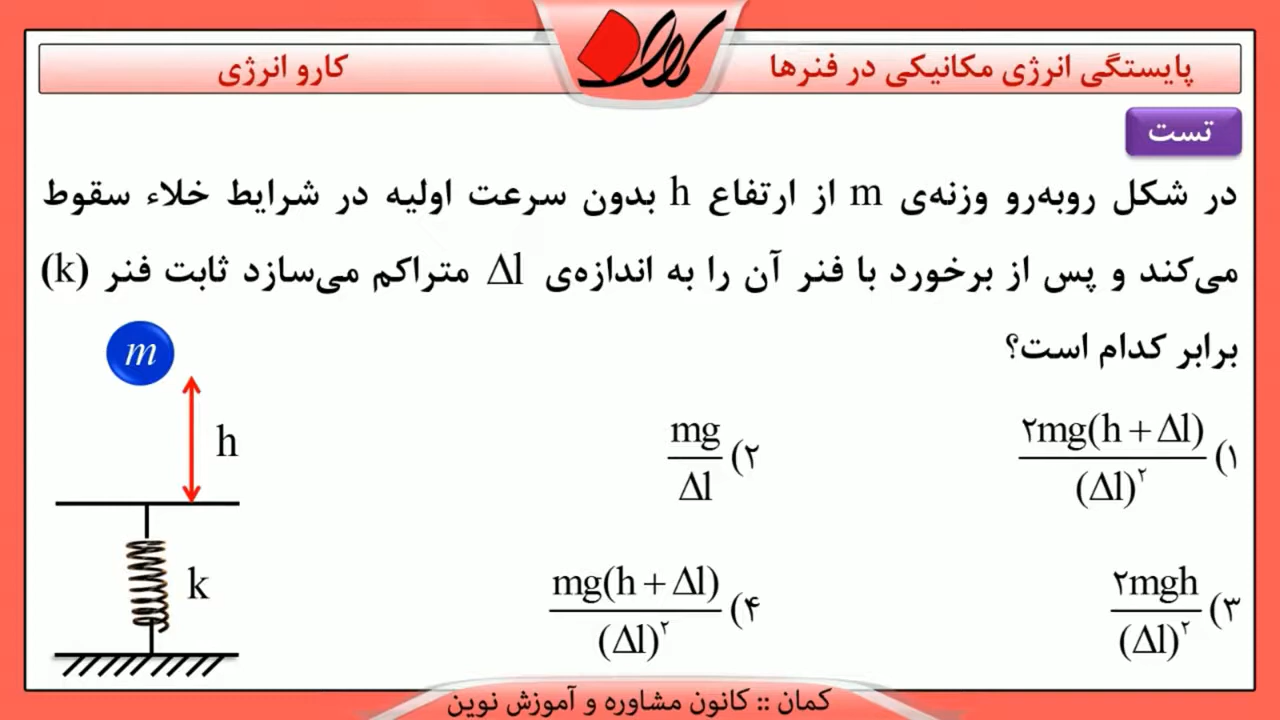 پایستگی انرژی مکانیکی در فنرها
کارو انرژی
کمان
تست
در شکل روبه‌رو وزنه‌ی m از ارتفاع h بدون سرعت اولیه در شرایط خلاء سقوط
می‌کند و پس از برخورد با فنر آن را به اندازه‌ی Δl متراکم می‌سازد ثابت فنر (k)
برابر کدام است؟
۱) ۲mg(h + Δl) / (Δl)^۲
۲) mg / Δl
۳) ۲mgh / (Δl)^۲
۴) mg(h + Δl) / (Δl)^۲
m
h
k
کمان :: کانون مشاوره و آموزش نوین